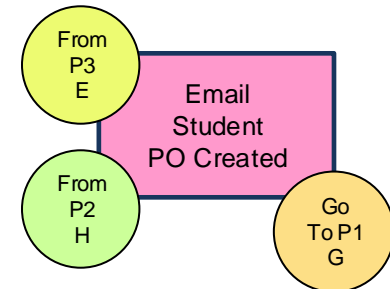 From
P3
E
Email
Student
PO Created
From
P2
H
Go
To P1
G